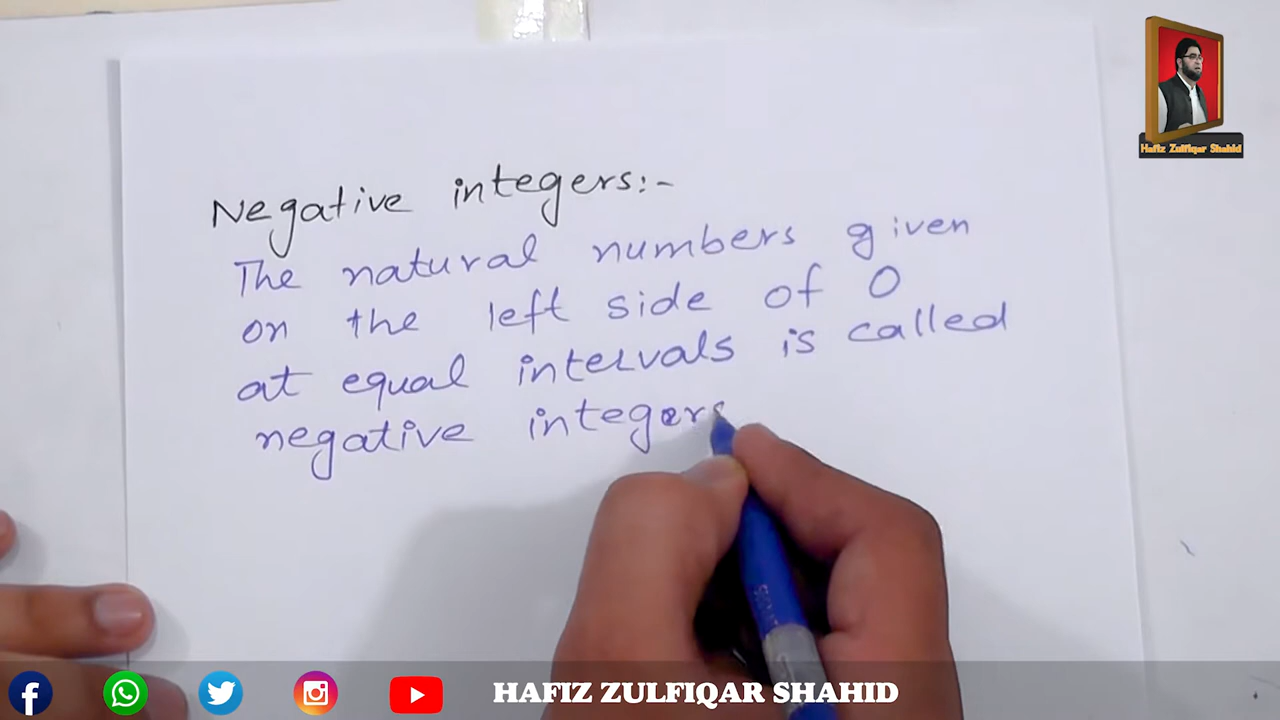 Hafiz Zulfiqar Shahid
Negative integers:-
The natural numbers given
on the left side of 0
at equal intervals is called
negative integers
HAFIZ ZULFIQAR SHAHID